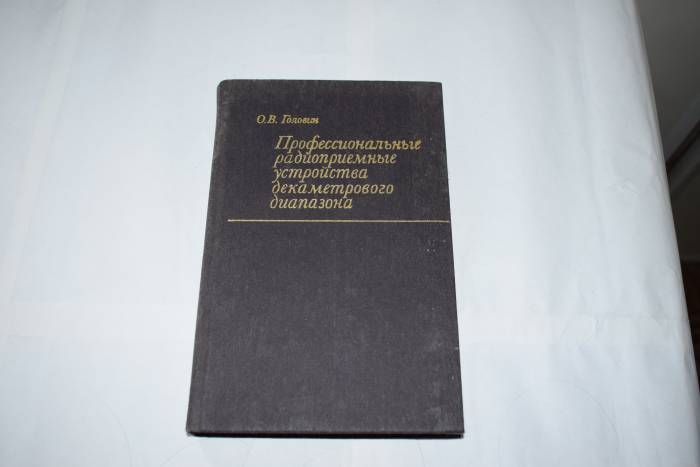 О.В. Головин
Профессиональные
радиоприемные
устройства
декаметрового
диапазона